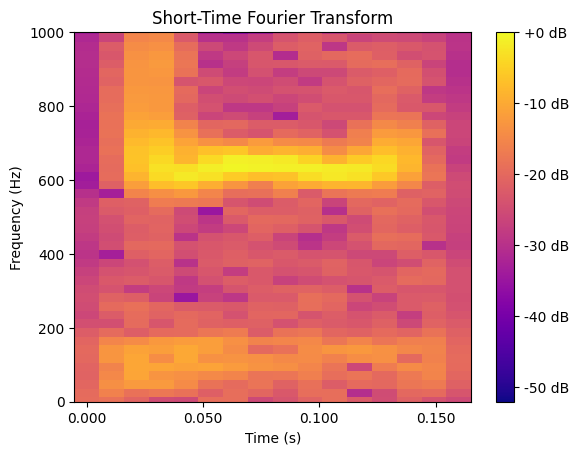 Short-Time Fourier Transform
1000
800
600
400
200
0
Frequency (Hz)
0.000
0.050
0.100
0.150
Time (s)
+0 dB
-10 dB
-20 dB
-30 dB
-40 dB
-50 dB